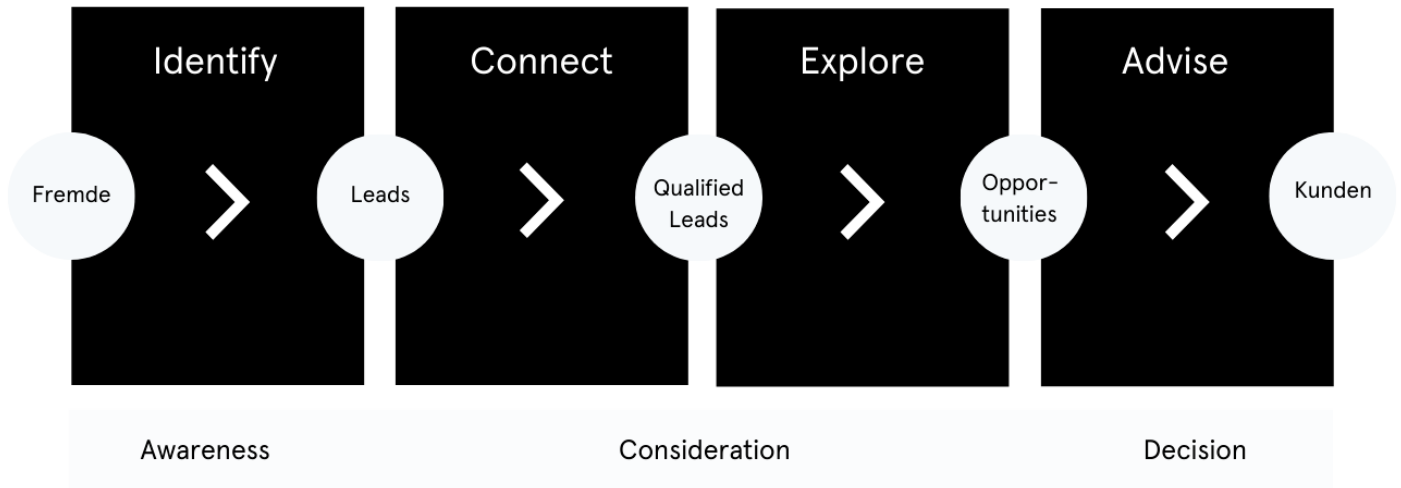 Identify
Connect
Explore
Advise
Fremde
Leads
Qualified
Leads
Oppor-
tunities
Kunden
Awareness
Consideration
Decision